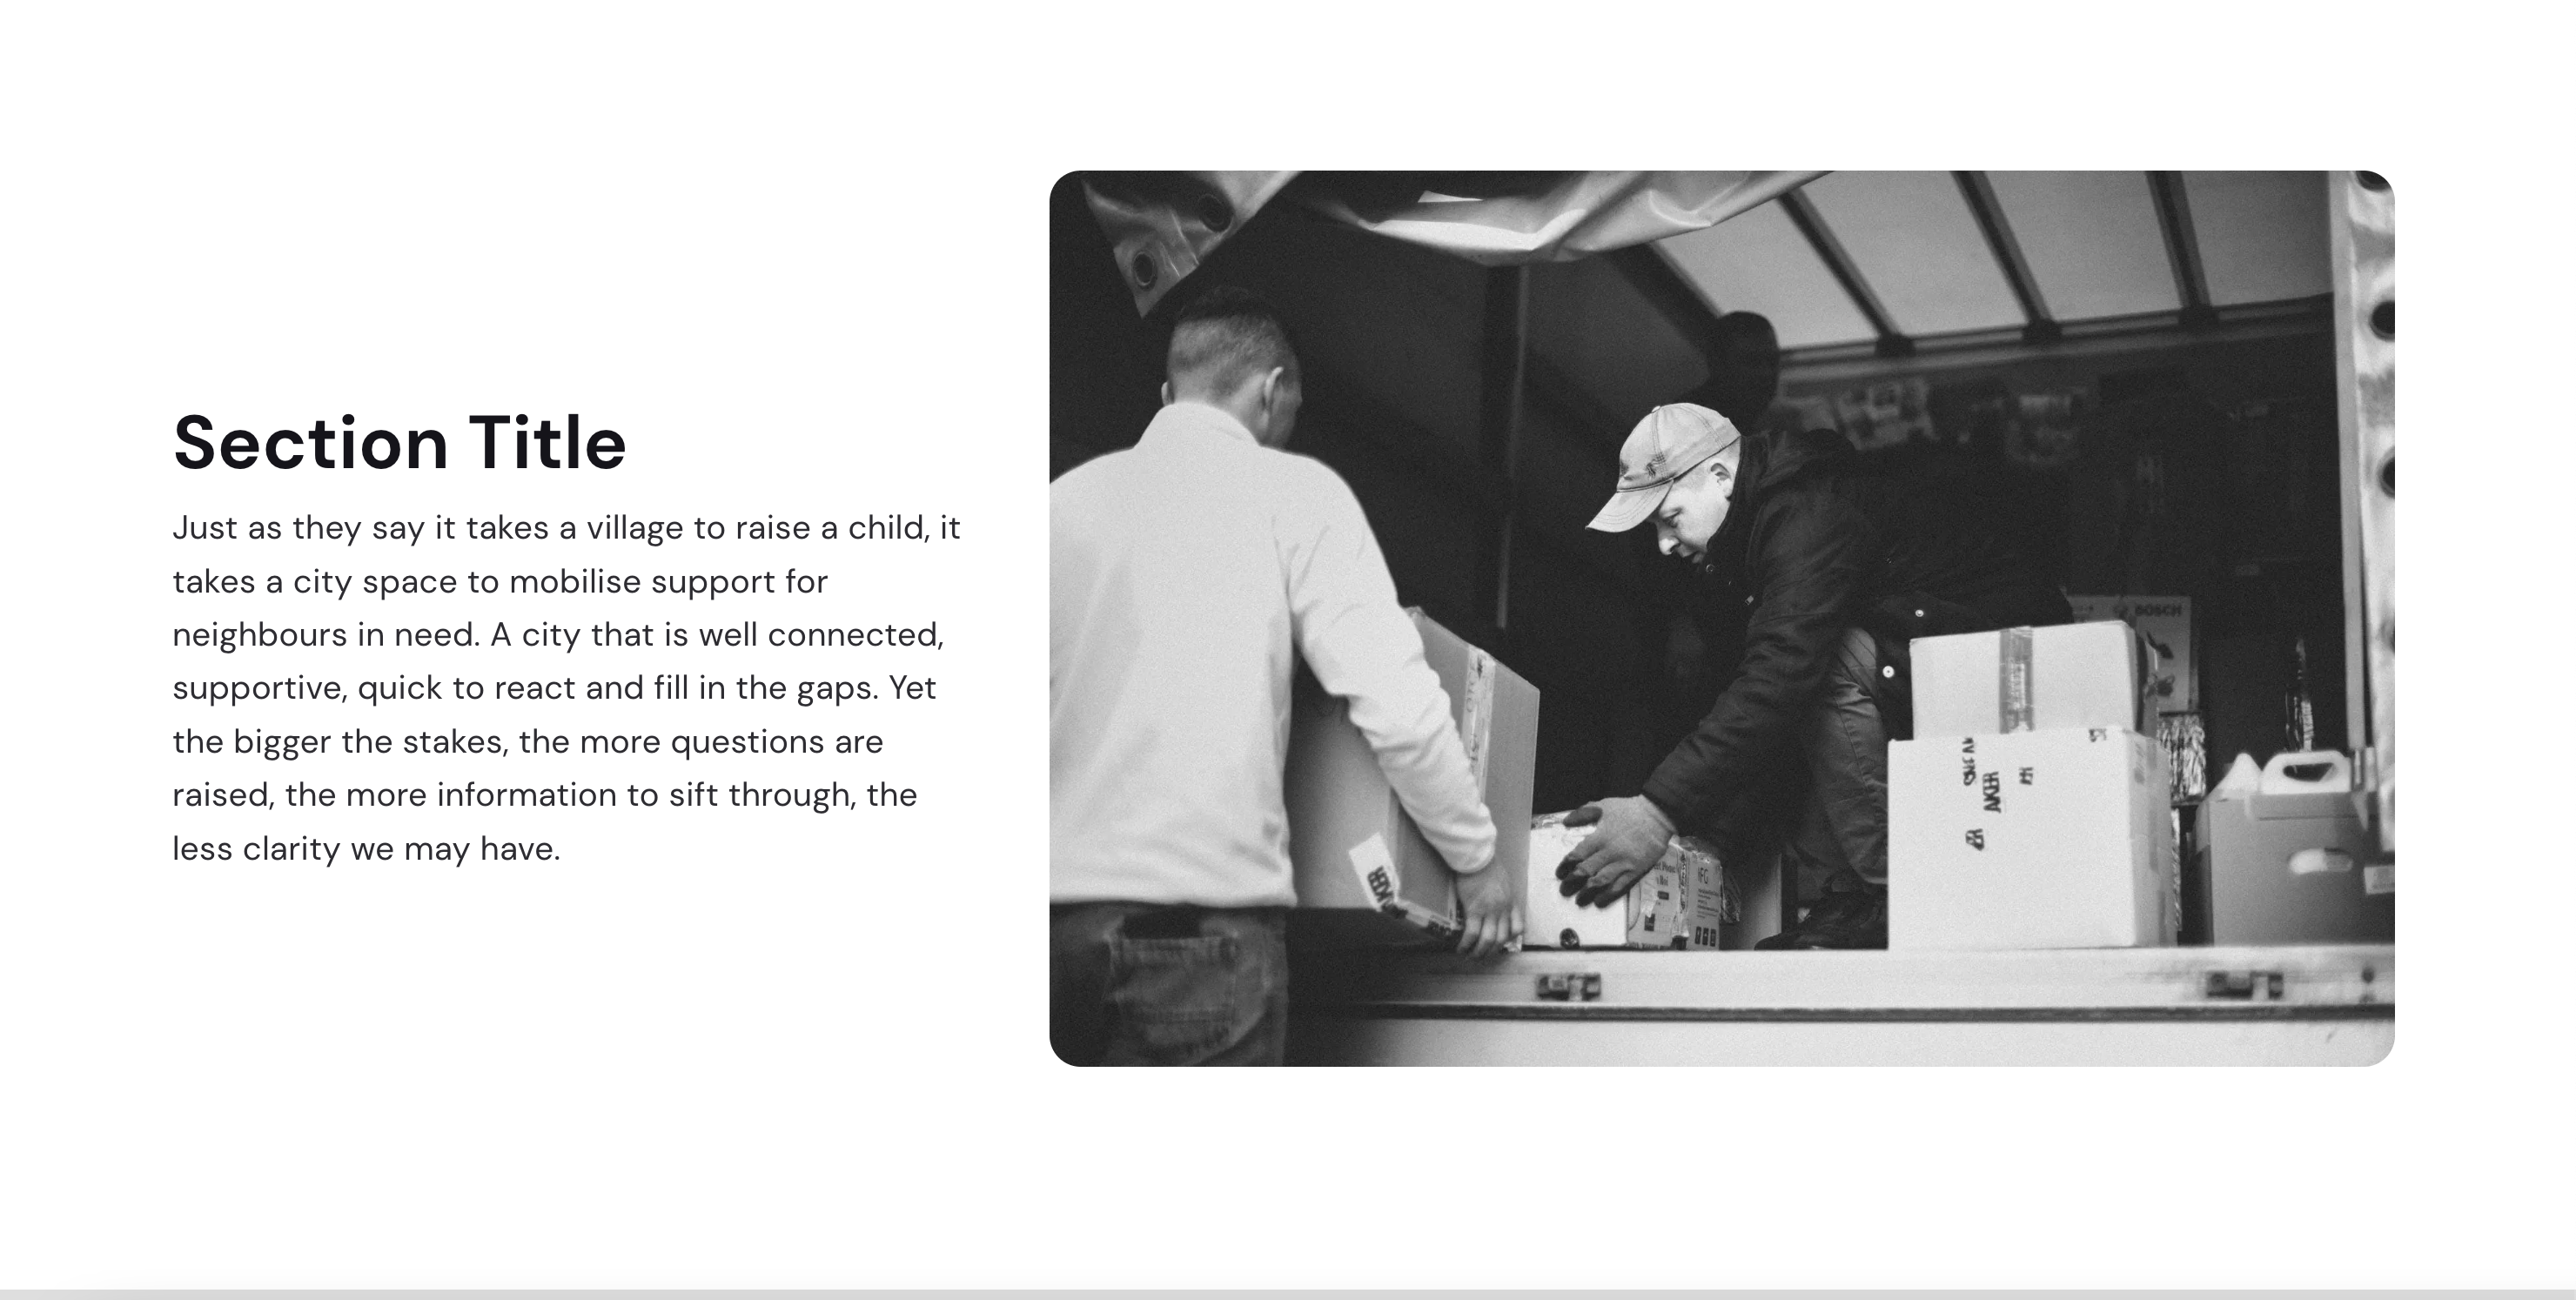 Section Title
Just as they say it takes a village to raise a child, it
takes a city space to mobilise support for
neighbours in need. A city that is well connected,
supportive, quick to react and fill in the gaps. Yet
the bigger the stakes, the more questions are
raised, the more information to sift through, the
less clarity we may have.
BOSCH